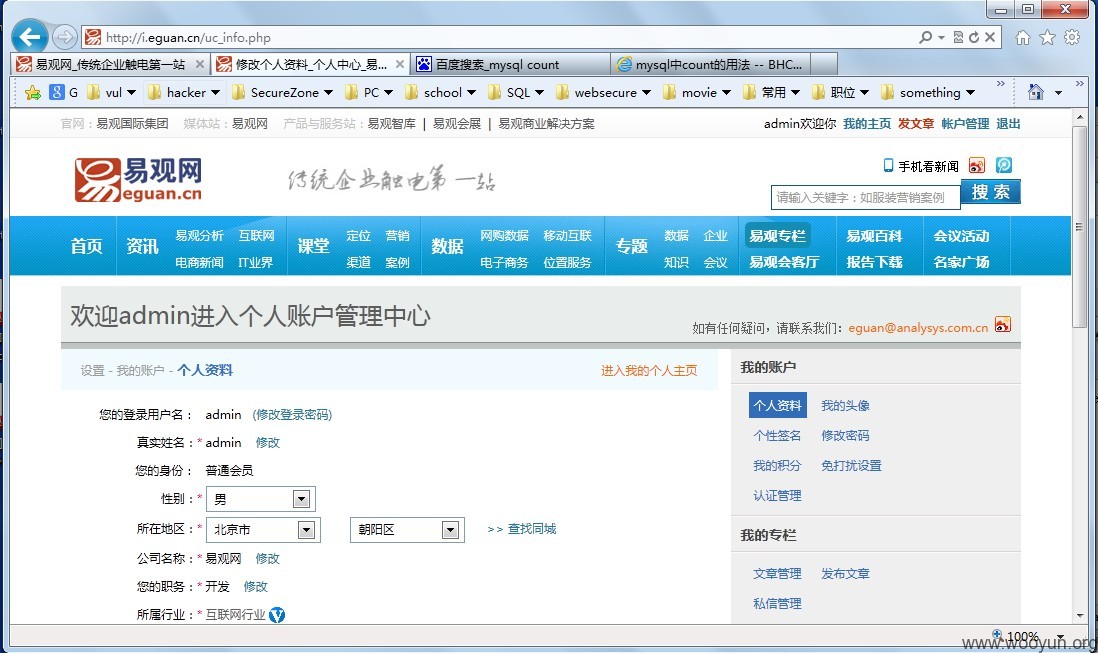 http://i.eguan.cn/uc_info.php
易观网_传统企业触电第一站 修改个人资料_个人中心_易... 百度搜索_mysql count mysql中count的用法 -- BHC...
G vul hacker SecureZone PC school SQL websecure movie 常用 职位 something
官网：易观国际集团 媒体站：易观网 产品与服务站：易观智库 | 易观会展 | 易观商业解决方案 admin欢迎你 我的主页 发文章 帐户管理 退出
易观网 eguan.cn 传统企业触电第一站 手机看新闻
请输入关键字：如服装营销案例 搜 索
首页 资讯 易观分析 互联网 课堂 定位 营销 数据 网购数据 移动互联 专题 数据 企业 易观专栏 易观百科 会议活动
电商新闻 IT业界 渠道 案例 电子商务 位置服务 知识 会议 易观会客厅 报告下载 名家广场
欢迎admin进入个人账户管理中心
如有任何疑问，请联系我们：eguan@analysys.com.cn
设置 - 我的账户 - 个人资料 进入我的个人主页
您的登录用户名： admin (修改登录密码)
真实姓名：* admin 修改
您的身份： 普通会员
性别：* 男
所在地区：* 北京市 朝阳区 >> 查找同城
公司名称：* 易观网 修改
您的职务：* 开发 修改
所属行业：* 互联网行业
我的账户
个人资料 我的头像
个性签名 修改密码
我的积分 免打扰设置
认证管理
我的专栏
文章管理 发布文章
私信管理
100%
www.wooyun.org